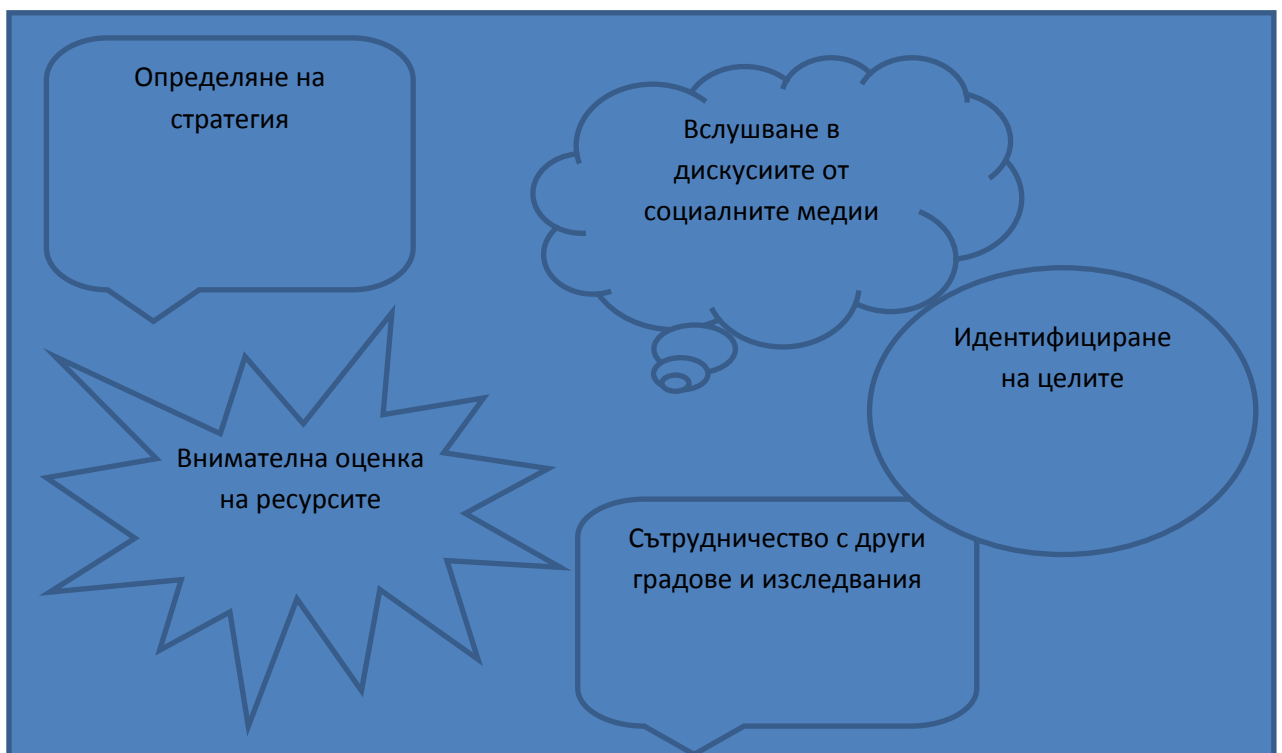 Определяне на
стратегия
Вслушване в
дискусиите от
социалните медии
Идентифициране
на целите
Внимателна оценка
на ресурсите
Сътрудничество с други
градове и изследвания